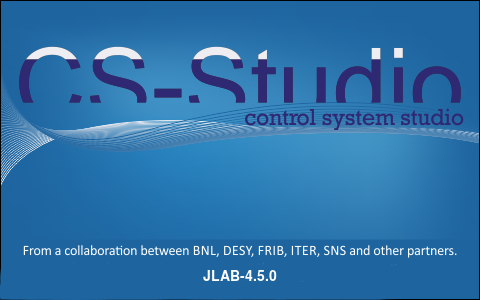 CS-Studio
control system studio
From a collaboration between BNL, DESY, FRIB, ITER, SNS and other partners.
JLAB-4.5.0